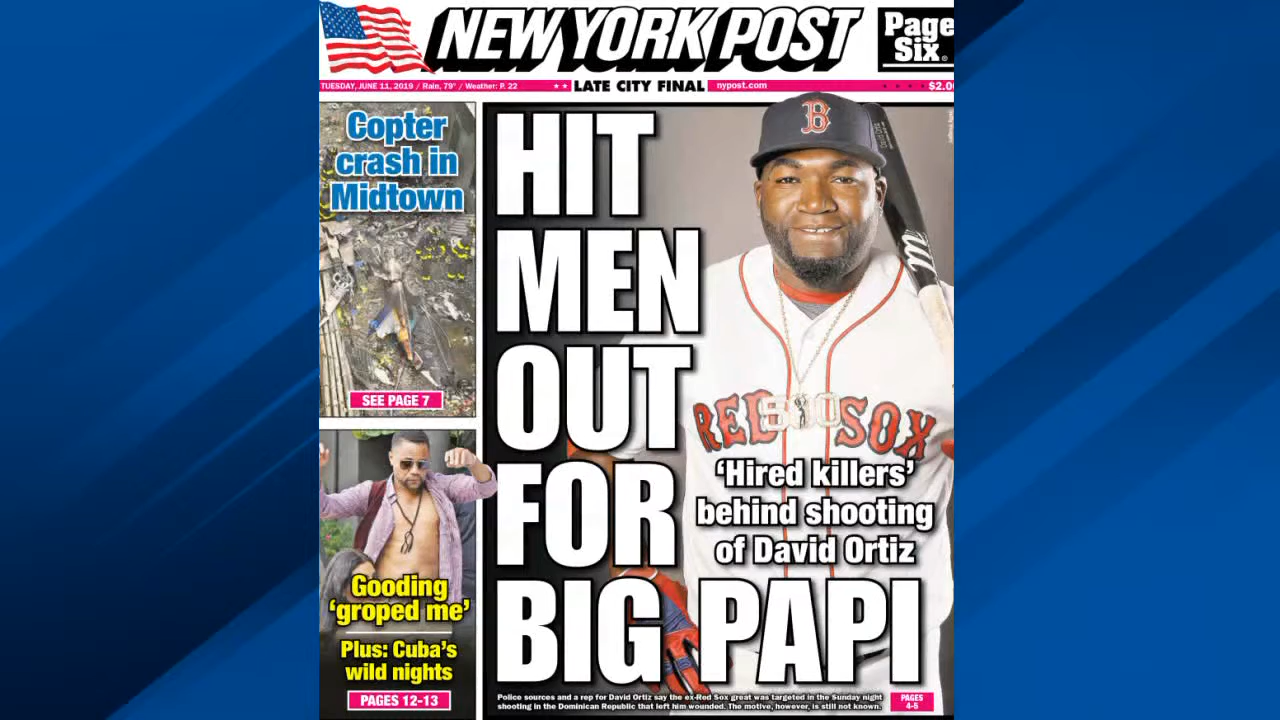 NEW YORK POST
Page
Six®
TUESDAY, JUNE 11, 2019 / Rain, 79° / Weather: P. 22
LATE CITY FINAL
nypost.com
$2.0
Copter
crash in
Midtown
SEE PAGE 7
HIT
MEN
OUT
FOR
BIG PAPI
B
RED SOX
‘Hired killers’
behind shooting
of David Ortiz
Gooding
‘groped me’
Plus: Cuba’s
wild nights
PAGES 12-13
Police sources and a rep for David Ortiz say the ex-Red Sox great was targeted in the Sunday night
shooting in the Dominican Republic that left him wounded. The motive, however, is still not known.
PAGES
4-5